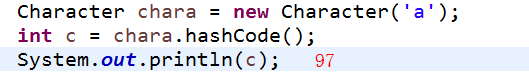 Character chara = new Character('a');
int c = chara.hashCode();
System.out.println(c); 97